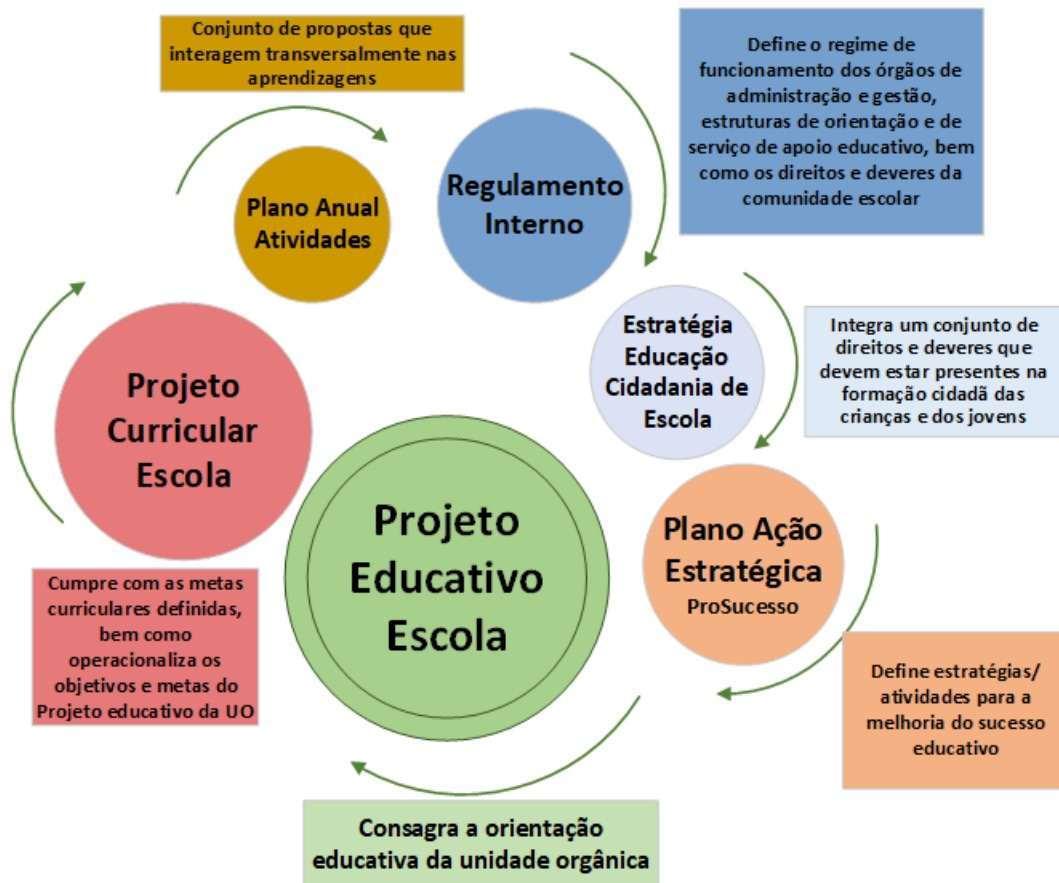 Conjunto de propostas que
interagem transversalmente nas
aprendizagens
Plano Anual
Atividades
Regulamento
Interno
Define o regime de
funcionamento dos órgãos de
administração e gestão,
estruturas de orientação e de
serviço de apoio educativo, bem
como os direitos e deveres da
comunidade escolar
Estratégia
Educação
Cidadania de
Escola
Integra um conjunto de
direitos e deveres que
devem estar presentes na
formação cidadã das
crianças e dos jovens
Projeto
Curricular
Escola
Cumpre com as metas
curriculares definidas,
bem como
operacionaliza os
objetivos e metas do
Projeto educativo da UO
Projeto
Educativo
Escola
Plano Ação
Estratégica
ProSucesso
Define estratégias/
atividades para a
melhoria do sucesso
educativo
Consagra a orientação
educativa da unidade orgânica